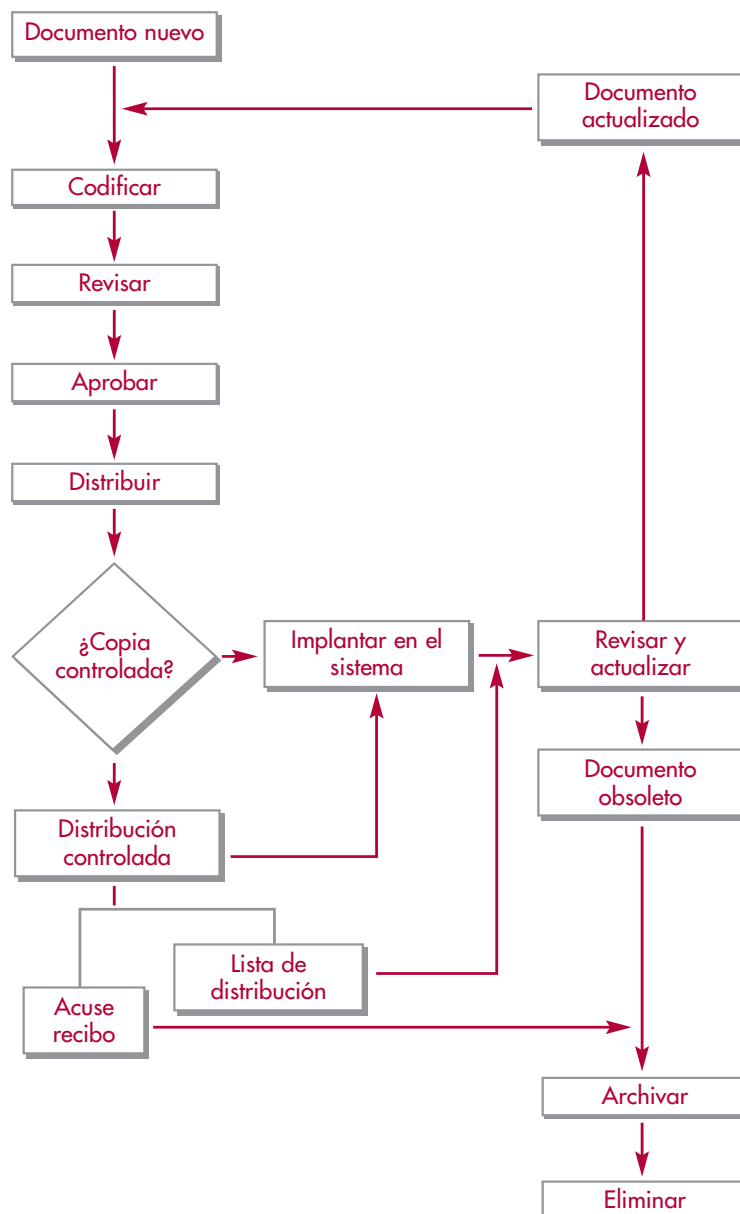 Documento nuevo
Documento
actualizado
Codificar
Revisar
Aprobar
Distribuir
¿Copia
controlada?
Implantar en el
sistema
Revisar y
actualizar
Documento
obsoleto
Distribución
controlada
Lista de
distribución
Acuse
recibo
Archivar
Eliminar